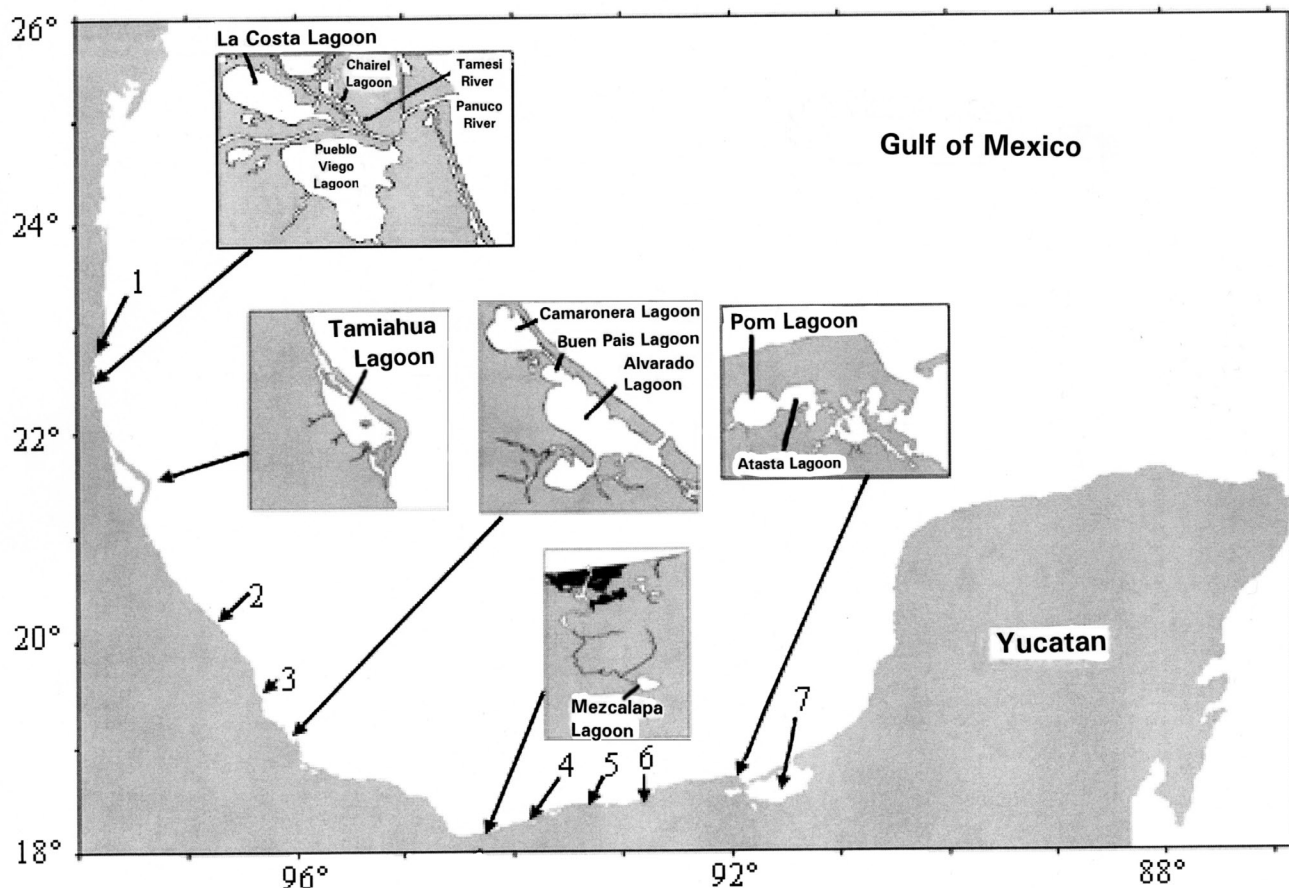 26°
24°
22°
20°
18°
96°
92°
88°
La Costa Lagoon
Chairel
Lagoon
Tamesi
River
Panuco
River
Pueblo
Viego
Lagoon
Gulf of Mexico
1
Tamiahua
Lagoon
Camaronera Lagoon
Buen Pais Lagoon
Alvarado
Lagoon
Pom Lagoon
Atasta Lagoon
2
3
Mezcalapa
Lagoon
4
5
6
7
Yucatan